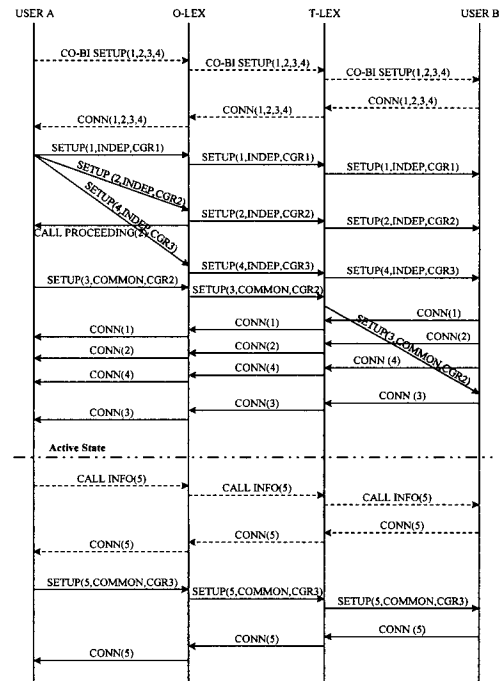 USER A O-LEX T-LEX USER B
CO-BI SETUP(1,2,3,4)
CO-BI SETUP(1,2,3,4)
CO-BI SETUP(1,2,3,4)
CONN(1,2,3,4)
CONN(1,2,3,4)
CONN(1,2,3,4)
SETUP(1,INDEP,CGR1)
SETUP(1,INDEP,CGR1)
SETUP(1,INDEP,CGR1)
SETUP (2,INDEP,CGR2)
SETUP(4,INDEP,CGR3)
SETUP(2,INDEP,CGR2)
SETUP(2,INDEP,CGR2)
CALL PROCEEDING(2)
SETUP(4,INDEP,CGR3)
SETUP(4,INDEP,CGR3)
SETUP(3,COMMON,CGR2)
SETUP(3,COMMON,CGR2)
SETUP(3,COMMON,CGR2)
CONN(1)
CONN(1)
CONN(1)
CONN(2)
CONN(2)
CONN(2)
CONN (4)
CONN(4)
CONN(4)
CONN (3)
CONN(3)
CONN(3)
Active State
CALL INFO(5)
CALL INFO(5)
CALL INFO(5)
CONN(5)
CONN(5)
CONN(5)
SETUP(5,COMMON,CGR3)
SETUP(5,COMMON,CGR3)
SETUP(5,COMMON,CGR3)
CONN (5)
CONN(5)
CONN(5)